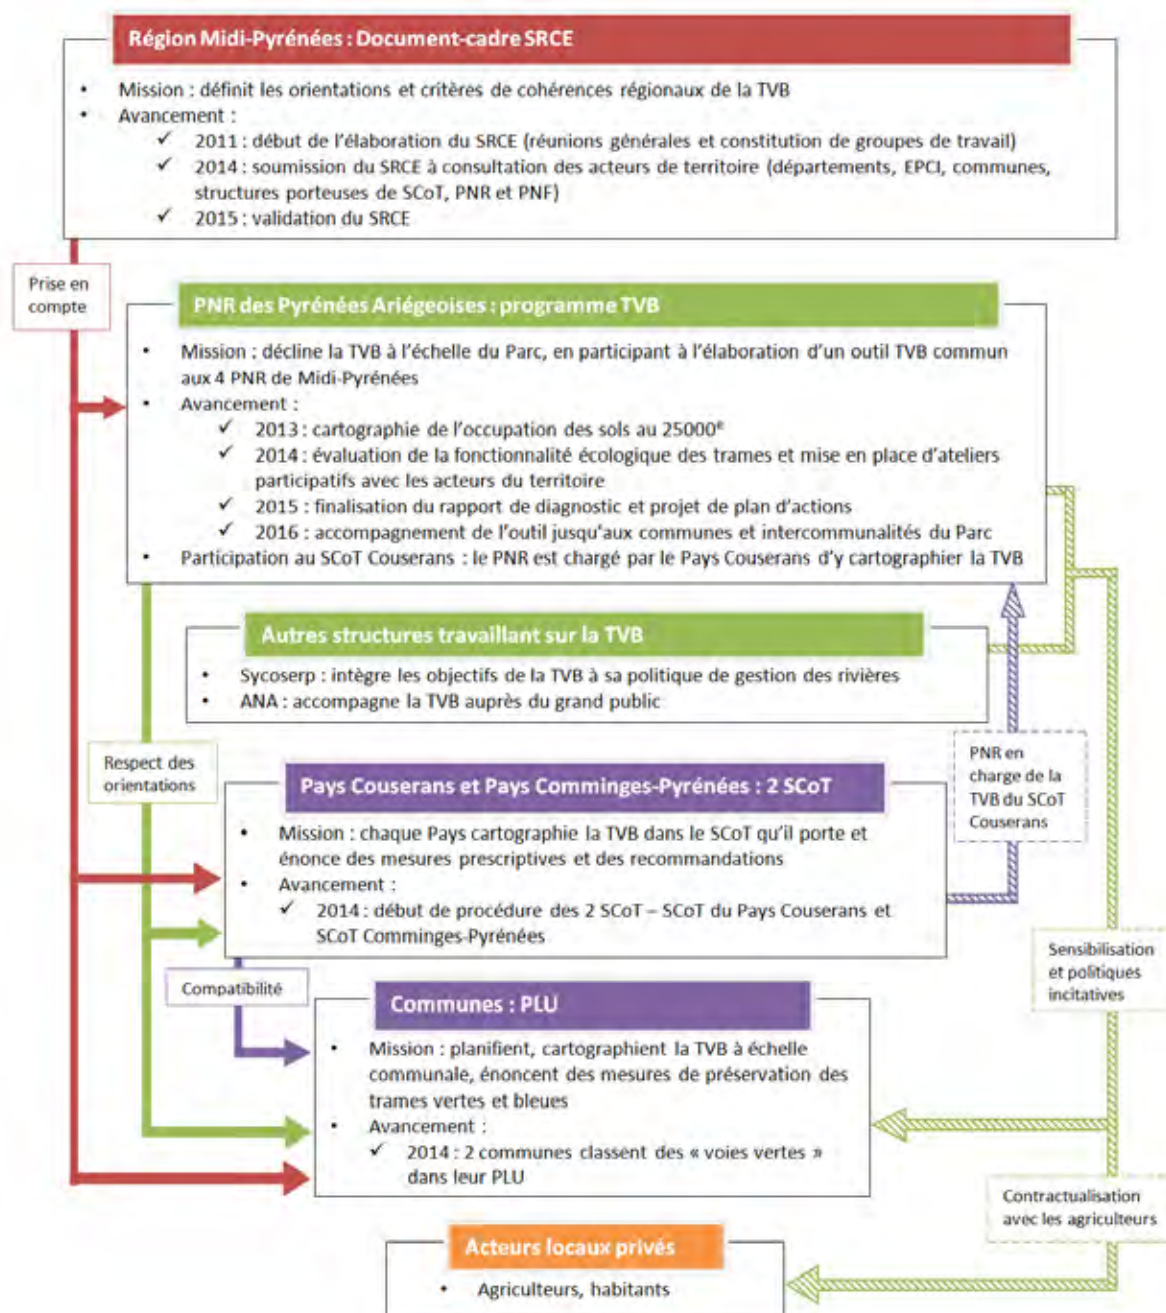 Région Midi-Pyrénées : Document-cadre SRCE
• Mission : définit les orientations et critères de cohérences régionaux de la TVB
• Avancement :
✓ 2011 : début de l'élaboration du SRCE (réunions générales et constitution de groupes de travail)
✓ 2014 : soumission du SRCE à consultation des acteurs de territoire (départements, EPCI, communes,
structures porteuses de SCoT, PNR et PNF)
✓ 2015 : validation du SRCE
Prise en
compte
PNR des Pyrénées Ariégeoises : programme TVB
• Mission : décline la TVB à l'échelle du Parc, en participant à l'élaboration d'un outil TVB commun
aux 4 PNR de Midi-Pyrénées
• Avancement :
✓ 2013 : cartographie de l'occupation des sols au 25000e
✓ 2014 : évaluation de la fonctionnalité écologique des trames et mise en place d'ateliers
participatifs avec les acteurs du territoire
✓ 2015 : finalisation du rapport de diagnostic et projet de plan d'actions
✓ 2016 : accompagnement de l'outil jusqu'aux communes et intercommunalités du Parc
• Participation au SCoT Couserans : le PNR est chargé par le Pays Couserans d'y cartographier la TVB
Autres structures travaillant sur la TVB
• Sycoserp : intègre les objectifs de la TVB à sa politique de gestion des rivières
• ANA : accompagne la TVB auprès du grand public
Respect des
orientations
PNR en
charge de la
TVB du SCoT
Couserans
Pays Couserans et Pays Comminges-Pyrénées : 2 SCoT
• Mission : chaque Pays cartographie la TVB dans le SCoT qu'il porte et
énonce des mesures prescriptives et des recommandations
• Avancement :
✓ 2014 : début de procédure des 2 SCoT – SCoT du Pays Couserans et
SCoT Comminges-Pyrénées
Sensibilisation
et politiques
incitatives
Compatibilité
Communes : PLU
• Mission : planifient, cartographient la TVB à échelle
communale, énoncent des mesures de préservation des
trames vertes et bleues
• Avancement :
✓ 2014 : 2 communes classent des « voies vertes »
dans leur PLU
Contractualisation
avec les agriculteurs
Acteurs locaux privés
• Agriculteurs, habitants